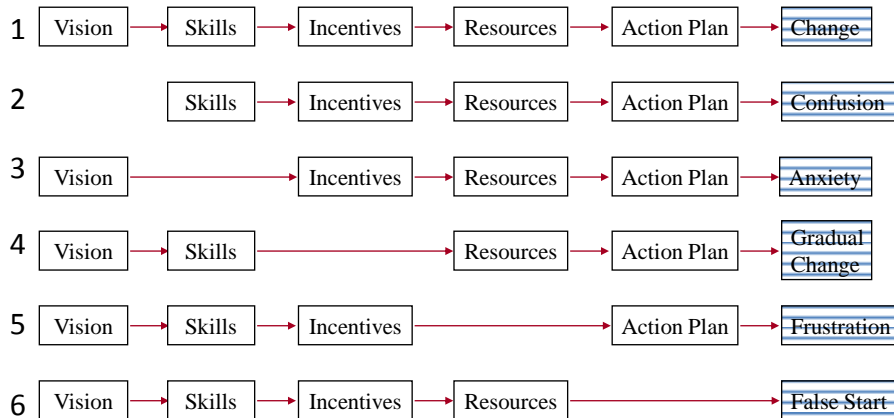 1 Vision Skills Incentives Resources Action Plan Change
2 Skills Incentives Resources Action Plan Confusion
3 Vision Incentives Resources Action Plan Anxiety
4 Vision Skills Resources Action Plan Gradual
Change
5 Vision Skills Incentives Action Plan Frustration
6 Vision Skills Incentives Resources False Start